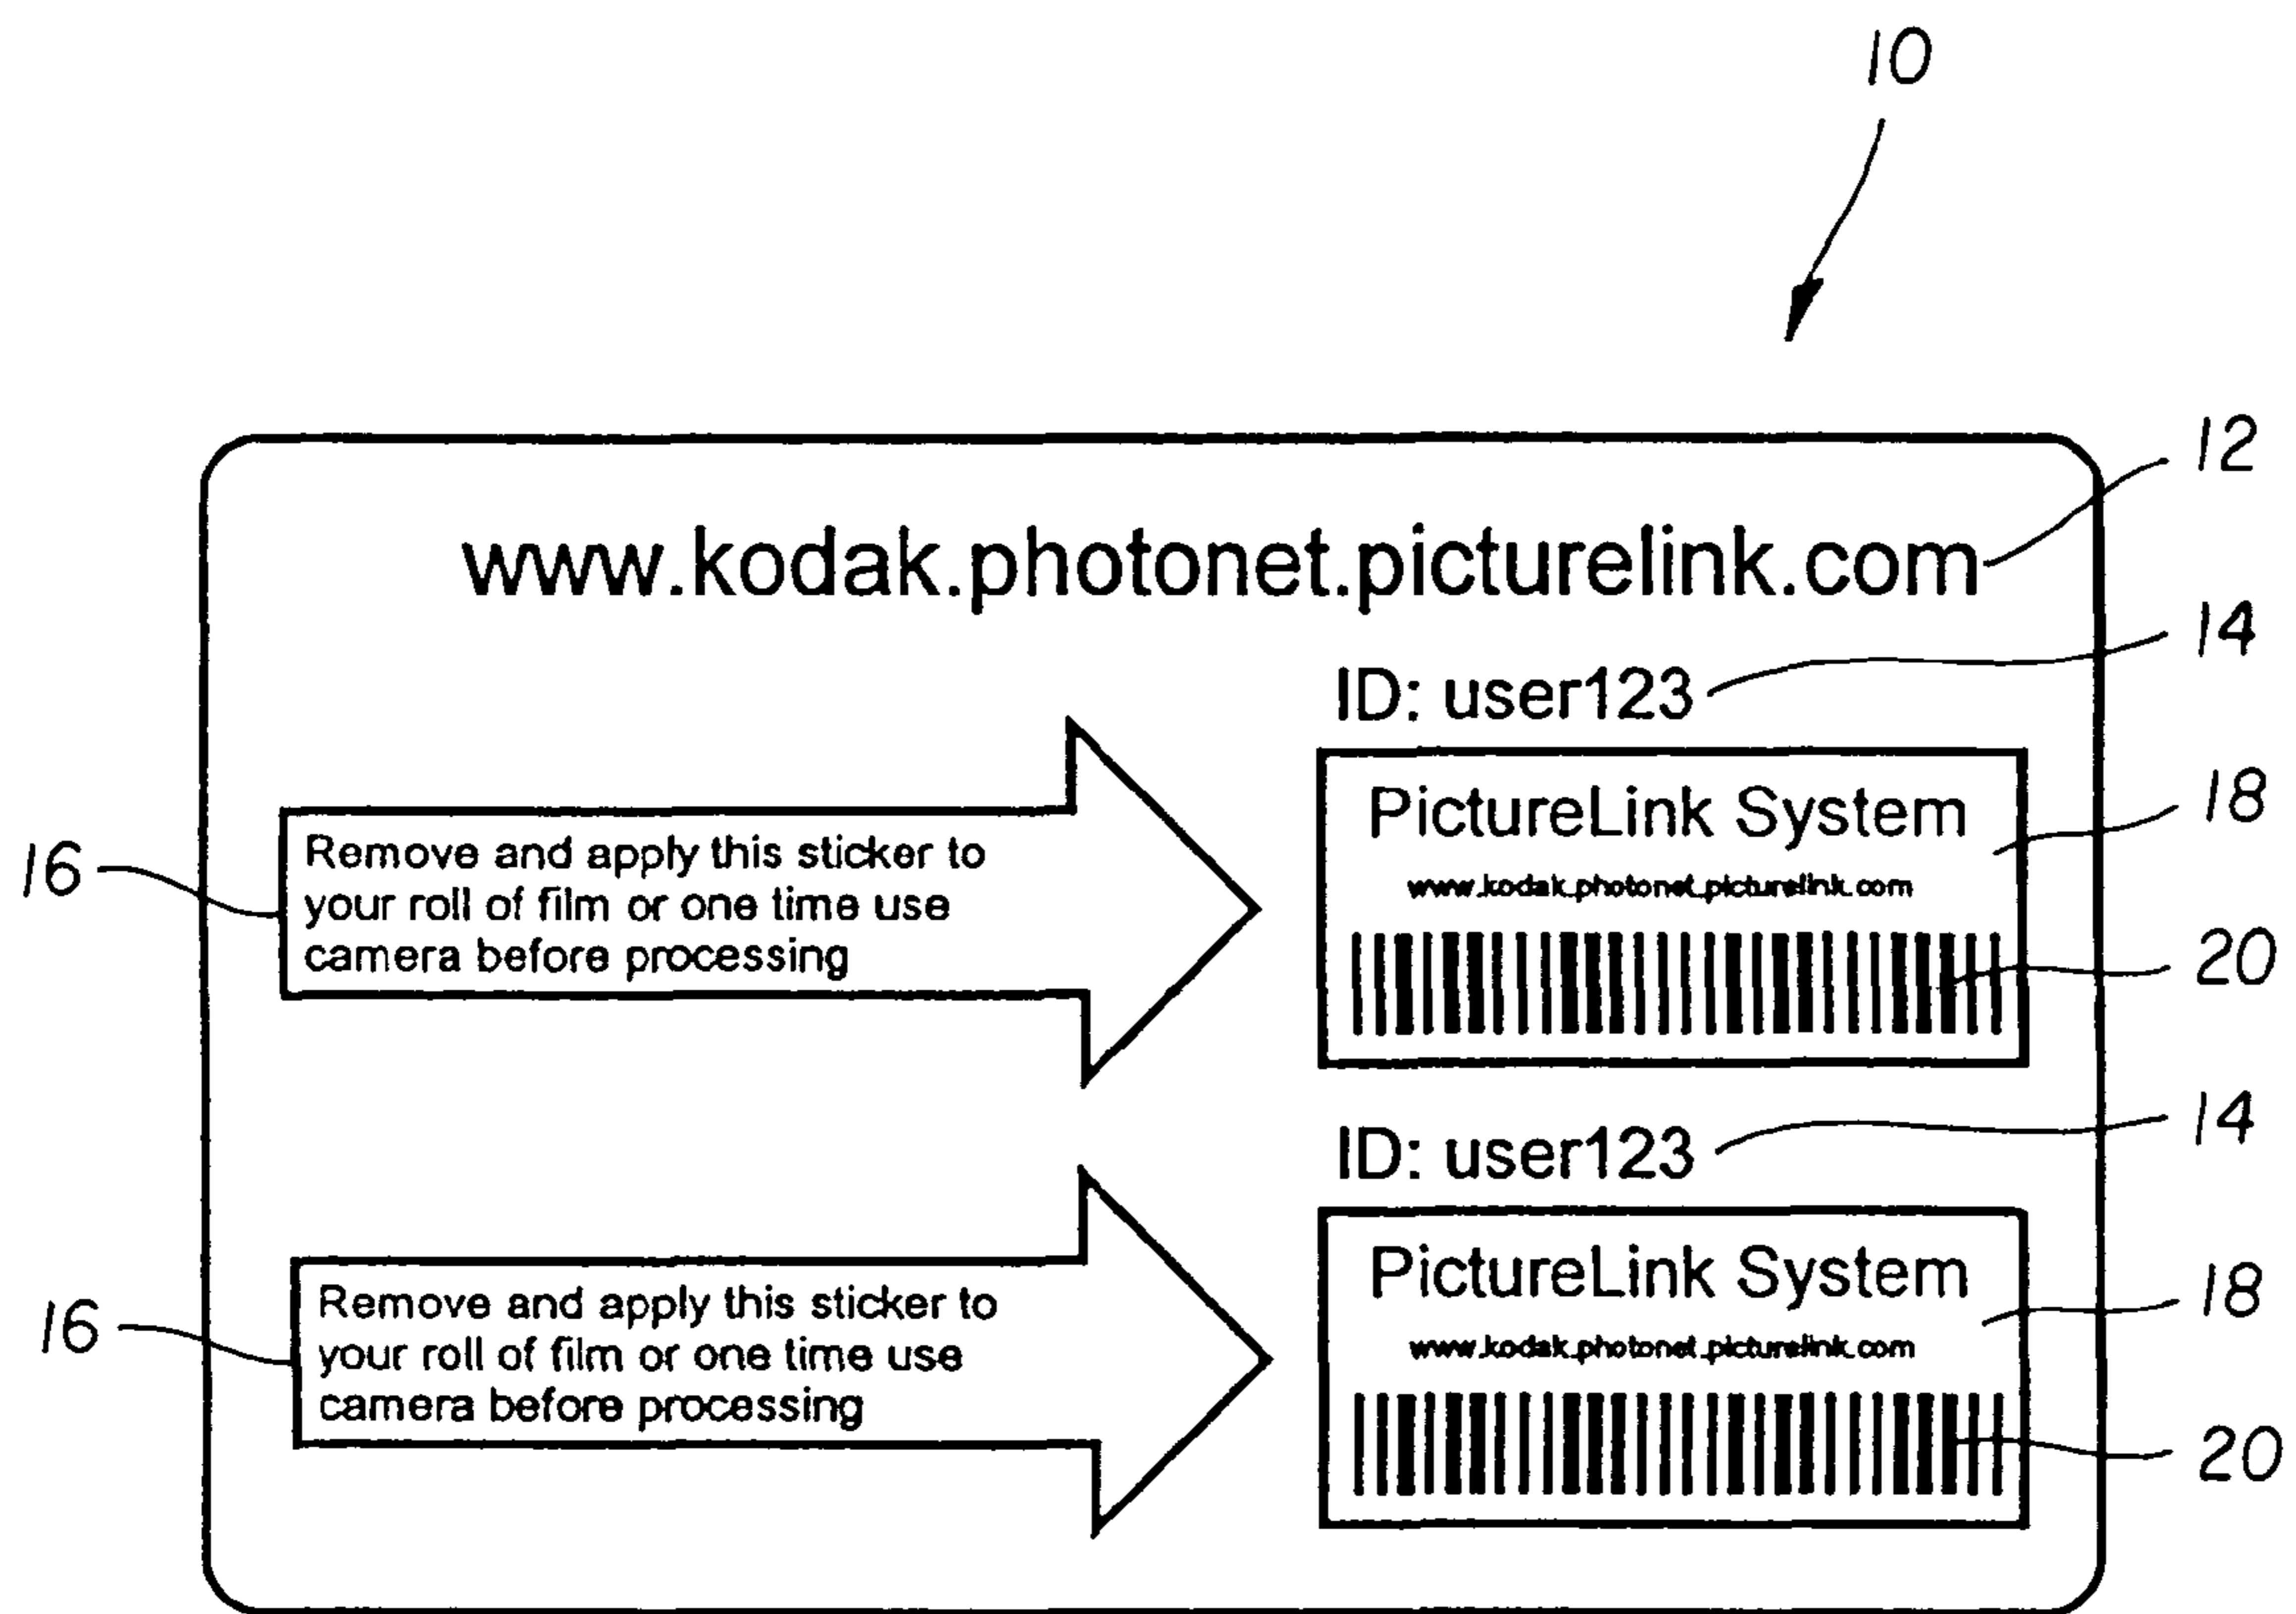 10
12
www.kodak.photonet.picturelink.com
14
ID: user123
18
PictureLink System
16
Remove and apply this sticker to
your roll of film or one time use
camera before processing
www.kodak.photonet.picturelink.com
20
14
ID: user123
18
PictureLink System
16
Remove and apply this sticker to
your roll of film or one time use
camera before processing
www.kodak.photonet.picturelink.com
20